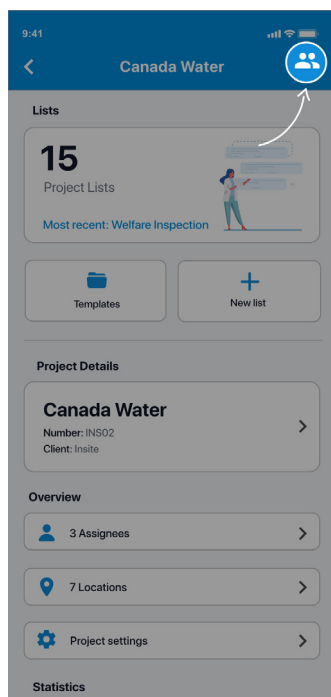 9:41
Canada Water
Lists
15
Project Lists
Most recent: Welfare Inspection
Templates
New list
Project Details
Canada Water
Number: INS02
Client: Insite
Overview
3 Assignees
7 Locations
Project settings
Statistics